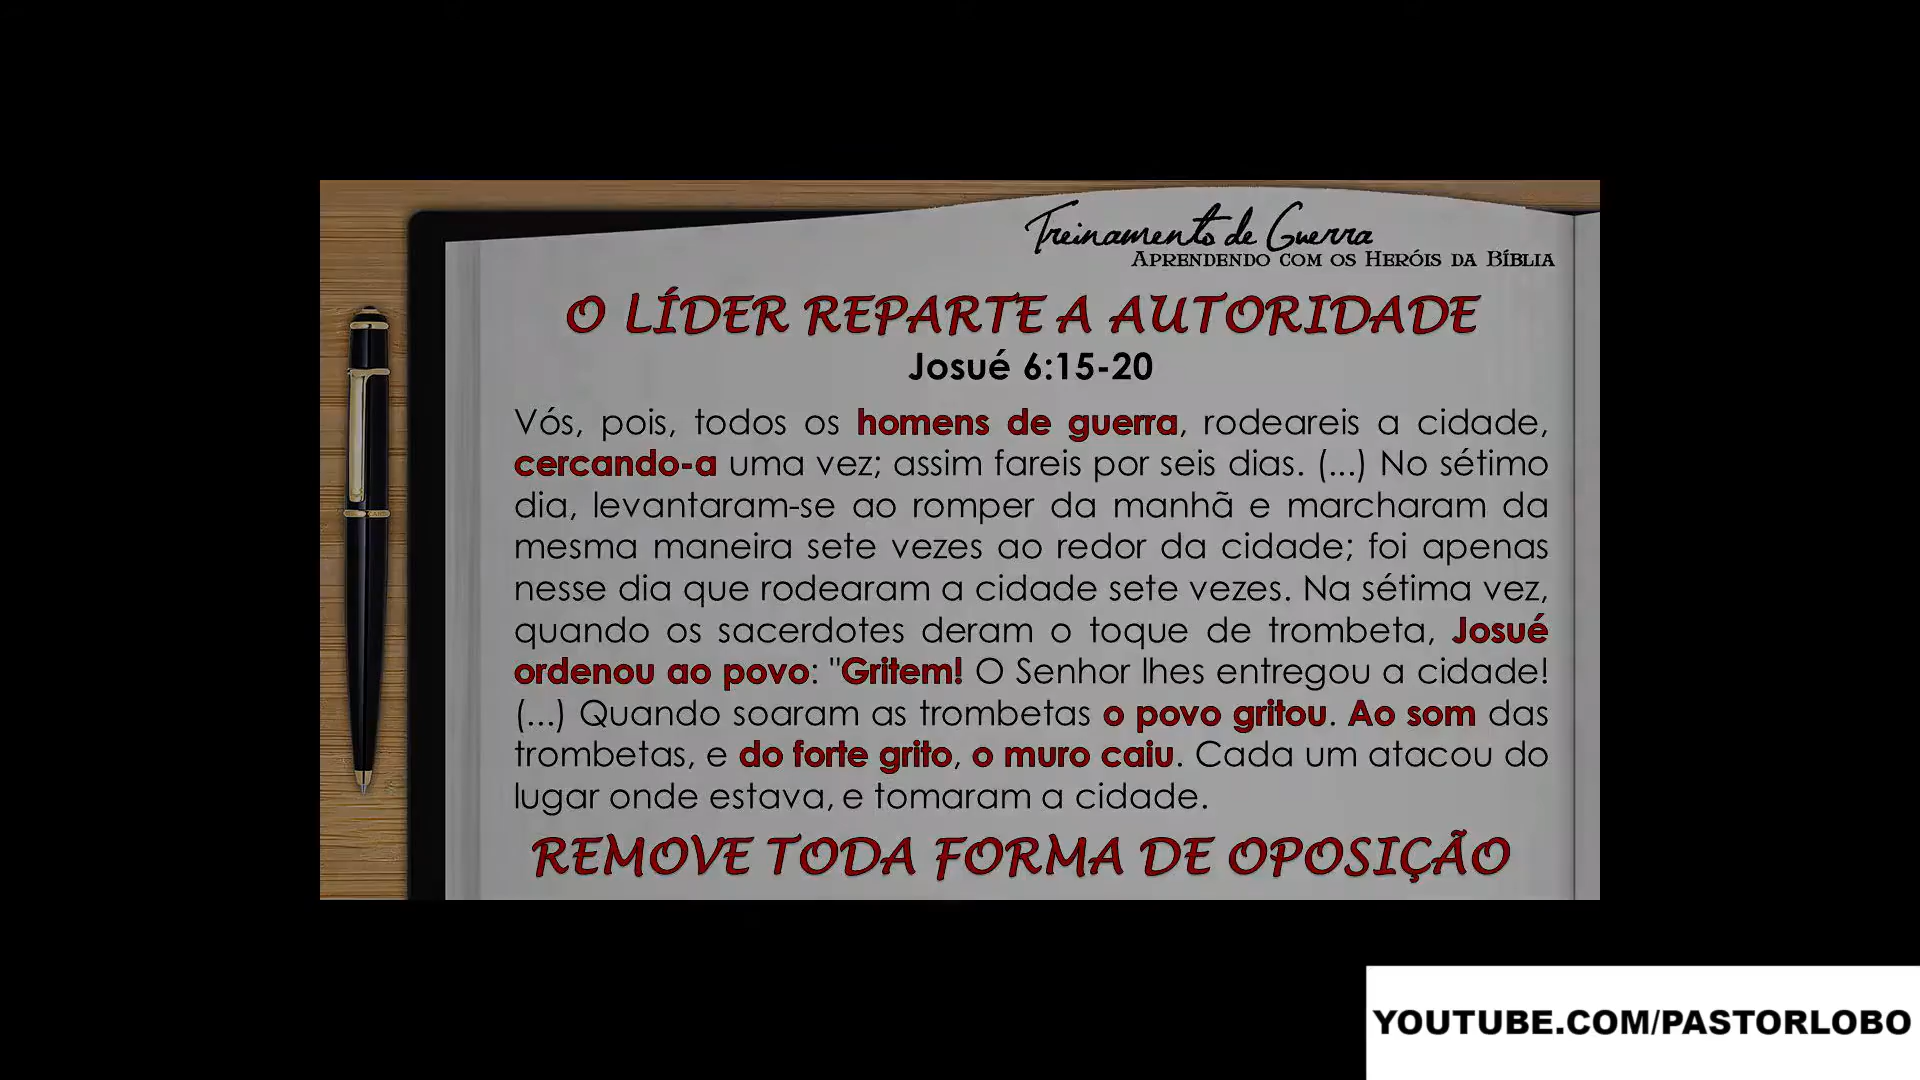 Treinamento de Guerra
Aprendendo com os Heróis da Bíblia
O LÍDER REPARTE A AUTORIDADE
Josué 6:15-20
Vós, pois, todos os homens de guerra, rodeareis a cidade,
cercando-a uma vez; assim fareis por seis dias. (...) No sétimo
dia, levantaram-se ao romper da manhã e marcharam da
mesma maneira sete vezes ao redor da cidade; foi apenas
nesse dia que rodearam a cidade sete vezes. Na sétima vez,
quando os sacerdotes deram o toque de trombeta, Josué
ordenou ao povo: "Gritem! O Senhor lhes entregou a cidade!
(...) Quando soaram as trombetas o povo gritou. Ao som das
trombetas, e do forte grito, o muro caiu. Cada um atacou do
lugar onde estava, e tomaram a cidade.
REMOVE TODA FORMA DE OPOSIÇÃO
YOUTUBE.COM/PASTORLOBO